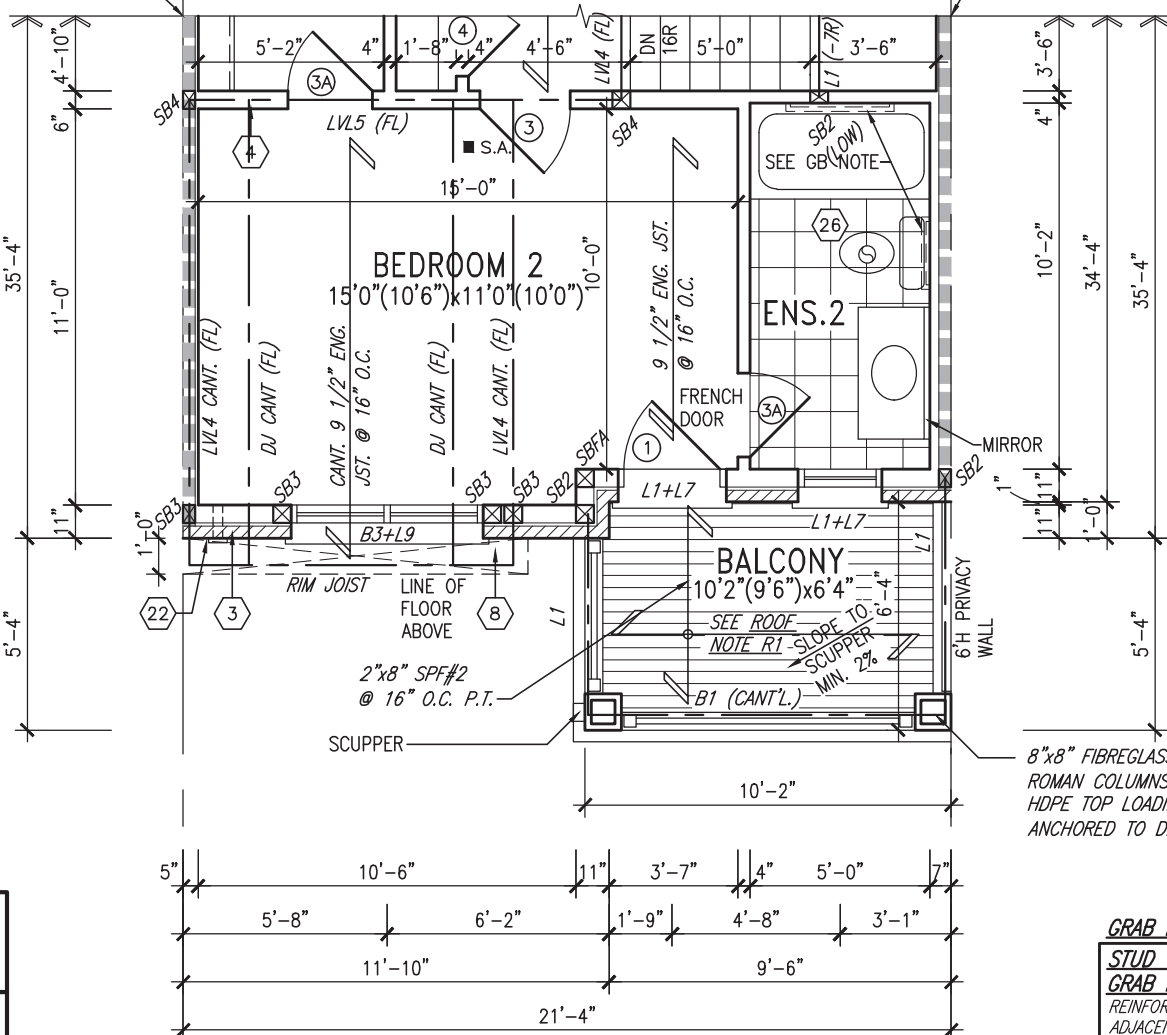 5'-2"
4"
1'-8"
4
4"
4'-6"
LVL4 (FL)
DN
16R
5'-0"
L1 (-7R)
3'-6"
4'-10"
6"
35'-4"
11'-0"
11"
1'-0"
5'-4"
3'-6"
4"
10'-2"
34'-4"
35'-4"
1"
11"
11"
1'-0"
5'-4"
3A
SB4
LVL5 (FL)
4
3
S.A.
SB4
SB2
(LOW)
SEE GB NOTE
15'-0"
26
BEDROOM 2
15'0"(10'6")x11'0"(10'0")
10'-0"
9 1/2" ENG. JST.
@ 16" O.C.
ENS.2
LVL4 CANT. (FL)
DJ CANT (FL)
CANT. 9 1/2" ENG.
JST. @ 16" O.C.
DJ CANT (FL)
LVL4 CANT. (FL)
FRENCH
DOOR
3A
1
MIRROR
SB3
SB3
SB3
SB3
SB2
SBFA
L1+L7
SB2
B3+L9
L1+L7
L1
RIM JOIST
LINE OF
FLOOR
ABOVE
22
3
8
L1
BALCONY
10'2"(9'6")x6'4"
6'-4"
SEE ROOF
NOTE R1
SLOPE TO
SCUPPER
MIN. 2%
6'H PRIVACY
WALL
2"x8" SPF#2
@ 16" O.C. P.T.
B1 (CANT'L.)
SCUPPER
8"x8" FIBREGLASS
ROMAN COLUMNS
HDPE TOP LOADI
ANCHORED TO D
10'-2"
5"
10'-6"
11"
3'-7"
4"
5'-0"
7"
5'-8"
6'-2"
1'-9"
4'-8"
3'-1"
11'-10"
9'-6"
21'-4"
GRAB
STUD
GRAB
REINFOR
ADJACEN